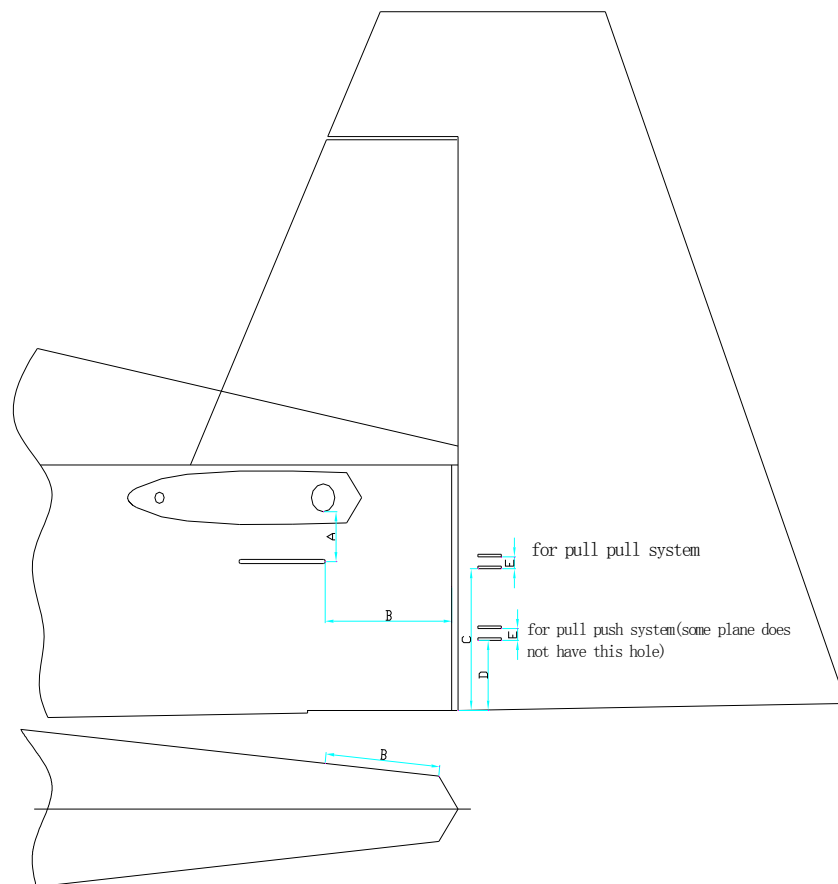 A
for pull pull system
E
B
C
for pull push system(some plane does
not have this hole)
E
D
B